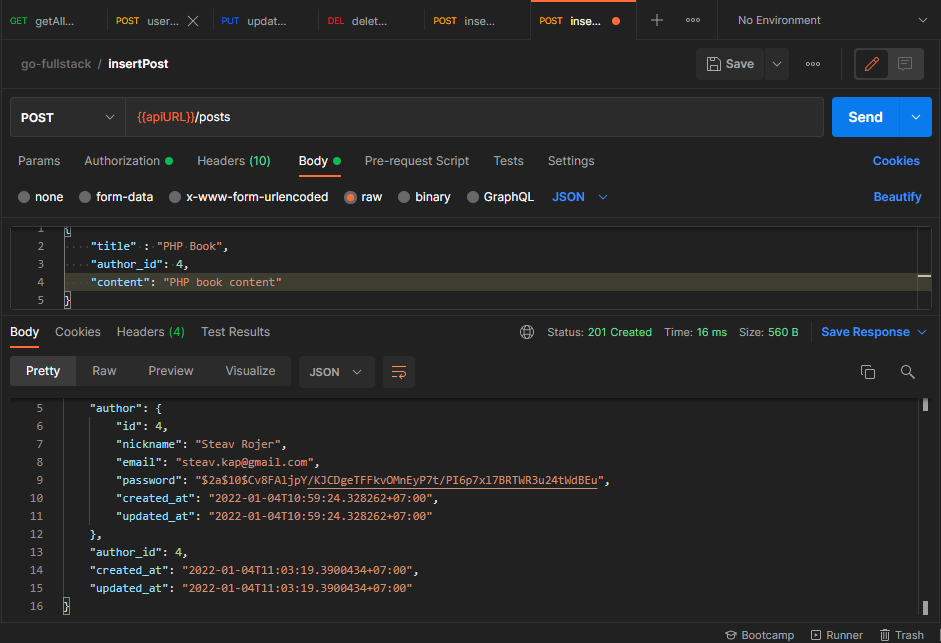 GET getAll... POST user... PUT updat... DEL delet... POST inse... POST inse... No Environment
go-fullstack / insertPost Save
POST {{apiURL}}/posts Send
Params Authorization Headers (10) Body Pre-request Script Tests Settings Cookies
none form-data x-www-form-urlencoded raw binary GraphQL JSON Beautify
1 {
2 "title" : "PHP Book",
3 "author_id": 4,
4 "content": "PHP book content"
5 }
Body Cookies Headers (4) Test Results Status: 201 Created Time: 16 ms Size: 560 B Save Response
Pretty Raw Preview Visualize JSON
5 "author": {
6 "id": 4,
7 "nickname": "Steav Rojer",
8 "email": "steav.kap@gmail.com",
9 "password": "$2a$10$Cv8FAljpY/KJCDgeTFFkvOMnEyP7t/PI6p7xl7BRTWR3u24tWdBEu",
10 "created_at": "2022-01-04T10:59:24.328262+07:00",
11 "updated_at": "2022-01-04T10:59:24.328262+07:00"
12 },
13 "author_id": 4,
14 "created_at": "2022-01-04T11:03:19.3900434+07:00",
15 "updated_at": "2022-01-04T11:03:19.3900434+07:00"
16 }
Bootcamp Runner Trash